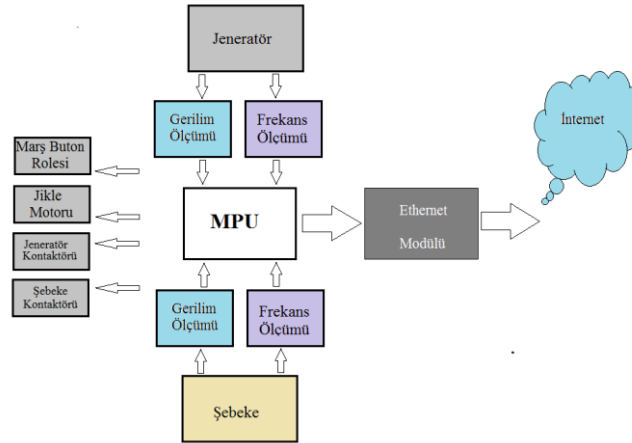 Jeneratör
Gerilim
Ölçümü
Frekans
Ölçümü
İnternet
Marş Buton
Rolesi
Jikle
Motoru
Jeneratör
Kontaktörü
Şebeke
Kontaktörü
MPU
Ethernet
Modülü
Gerilim
Ölçümü
Frekans
Ölçümü
Şebeke